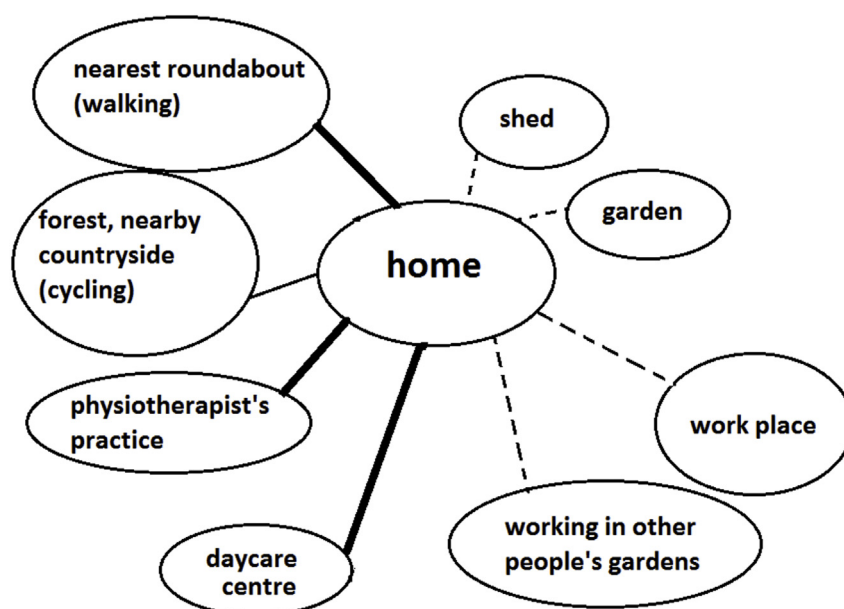 nearest roundabout
(walking)
shed
forest, nearby
countryside
(cycling)
garden
home
physiotherapist's
practice
work place
working in other
people's gardens
daycare
centre